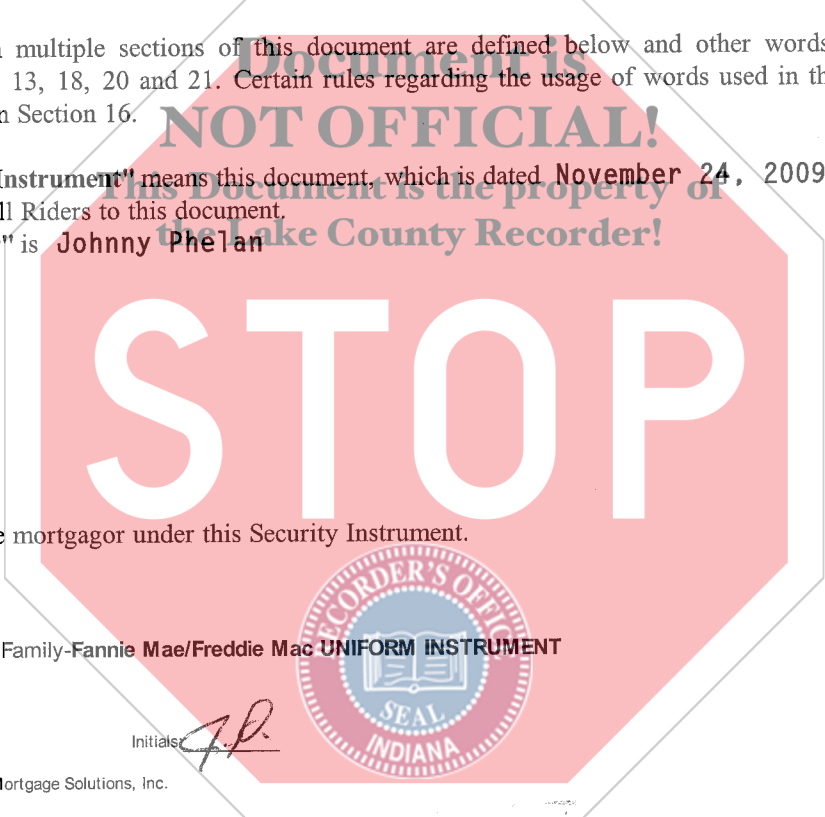 multiple sections of this document are defined below and other words
Document is
13, 18, 20 and 21. Certain rules regarding the usage of words used in
Section 16.
NOT OFFICIAL!
Instrument" means this document, which is dated November 24, 2009
This Document is the property of
Riders to this document.
the Lake County Recorder!
" is Johnny Phelan
STOP
mortgagor under this Security Instrument.
RECORDER'S OFFICE
Family-Fannie Mae/Freddie Mac UNIFORM INSTRUMENT
SEAL
INDIANA
Initials: J.P.
Mortgage Solutions, Inc.